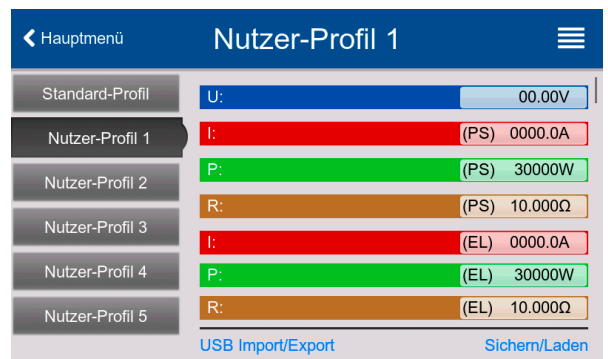 Hauptmenü
Nutzer-Profil 1
Standard-Profil
Nutzer-Profil 1
Nutzer-Profil 2
Nutzer-Profil 3
Nutzer-Profil 4
Nutzer-Profil 5
U: 00.00V
I: (PS) 0000.0A
P: (PS) 30000W
R: (PS) 10.000Ω
I: (EL) 0000.0A
P: (EL) 30000W
R: (EL) 10.000Ω
USB Import/Export Sichern/Laden